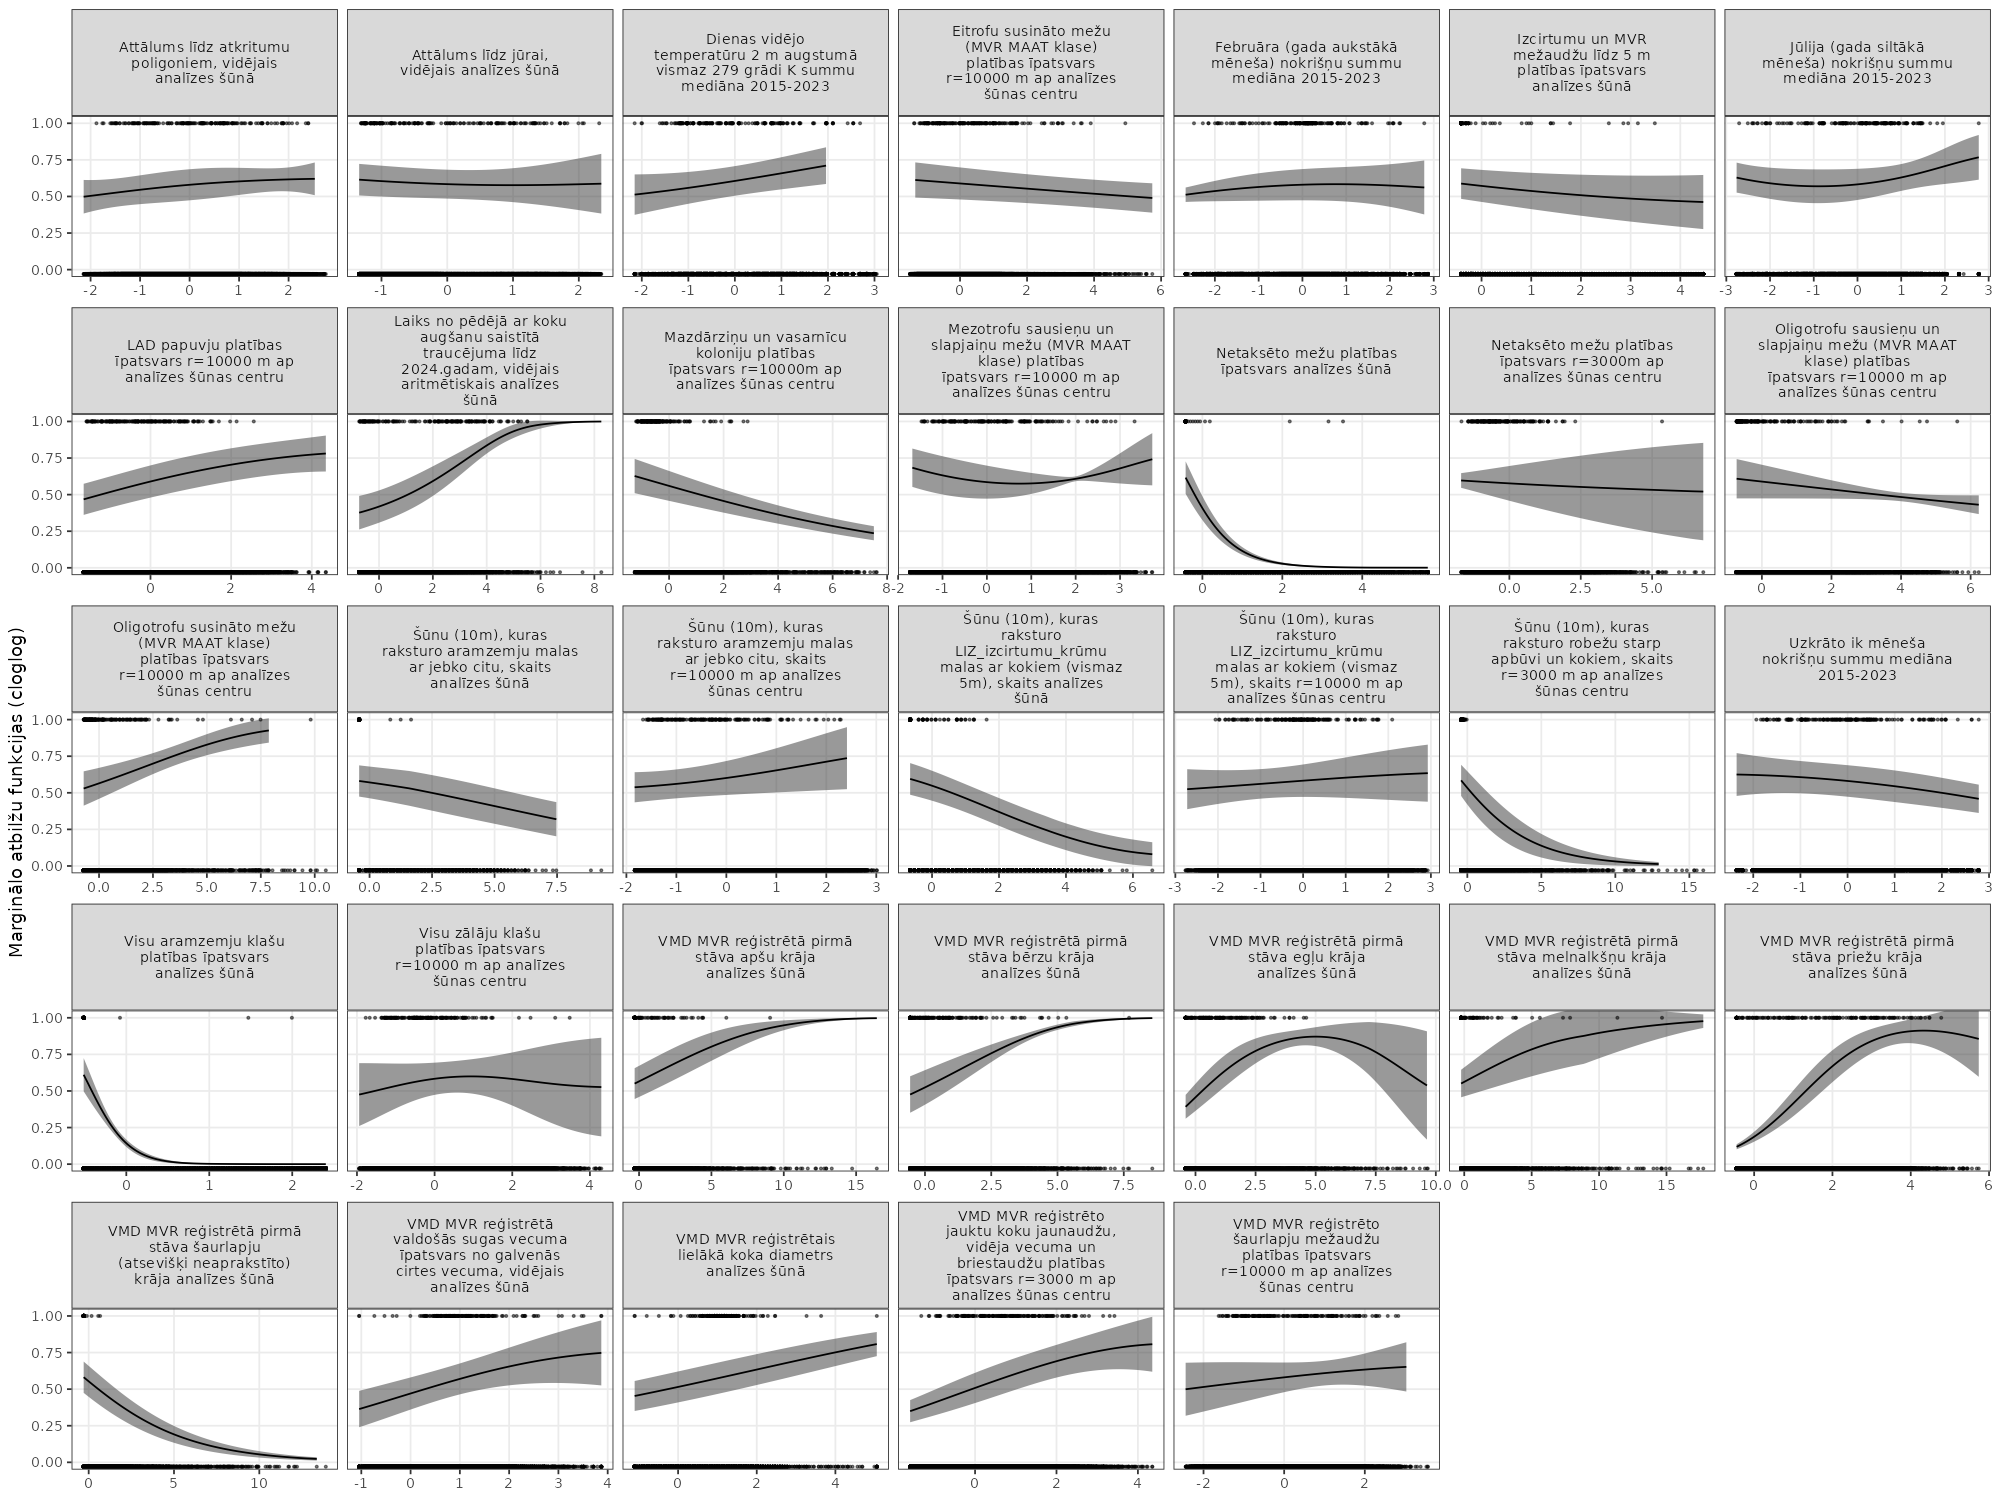 Attālums līdz atkritumu
poligoniem, vidējais
analīzes šūnā
Attālums līdz jūrai,
vidējais analīzes šūnā
Dienas vidējo
temperatūru 2 m augstumā
vismaz 279 grādi K summu
mediāna 2015-2023
Eitrofu susināto mežu
(MVR MAAT klase)
platības īpatsvars
r=10000 m ap analīzes
šūnas centru
Februāra (gada aukstākā
mēneša) nokrišņu summu
mediāna 2015-2023
Izcirtumu un MVR
mežaudžu līdz 5 m
platības īpatsvars
analīzes šūnā
Jūlija (gada siltākā
mēneša) nokrišņu summu
mediāna 2015-2023
1.00
0.75
0.50
0.25
0.00
-2 -1 0 1 2
-1 0 1 2
-2 -1 0 1 2 3
0 2 4 6
-2 -1 0 1 2 3
0 1 2 3 4
-3 -2 -1 0 1 2 3
LAD papuvju platības
īpatsvars r=10000 m ap
analīzes šūnas centru
Laiks no pēdējā ar koku
augšanu saistītā
traucējuma līdz
2024.gadam, vidējais
aritmētiskais analīzes
šūnā
Mazdārziņu un vasarnīcu
koloniju platības
īpatsvars r=10000m ap
analīzes šūnas centru
Mezotrofu sausieņu un
slapjaiņu mežu (MVR MAAT
klase) platības
īpatsvars r=10000 m ap
analīzes šūnas centru
Netaksēto mežu platības
īpatsvars analīzes šūnā
Netaksēto mežu platības
īpatsvars r=3000m ap
analīzes šūnas centru
Oligotrofu sausieņu un
slapjaiņu mežu (MVR MAAT
klase) platības
īpatsvars r=10000 m ap
analīzes šūnas centru
1.00
0.75
0.50
0.25
0.00
0 2 4
0 2 4 6 8
0 2 4 6 8
-2 -1 0 1 2 3
0 2 4
0.0 2.5 5.0
0 2 4 6
Marginālo atbilžu funkcijas (cloglog)
Oligotrofu susināto mežu
(MVR MAAT klase)
platības īpatsvars
r=10000 m ap analīzes
šūnas centru
Šūnu (10m), kuras
raksturo aramzemju malas
ar jebko citu, skaits
analīzes šūnā
Šūnu (10m), kuras
raksturo aramzemju malas
ar jebko citu, skaits
r=10000 m ap analīzes
šūnas centru
Šūnu (10m), kuras
raksturo
LIZ_izcirtumu_krūmu
malas ar kokiem (vismaz
5m), skaits analīzes
šūnā
Šūnu (10m), kuras
raksturo
LIZ_izcirtumu_krūmu
malas ar kokiem (vismaz
5m), skaits r=10000 m ap
analīzes šūnas centru
Šūnu (10m), kuras
raksturo robežu starp
apbūvi un kokiem, skaits
r=3000 m ap analīzes
šūnas centru
Uzkrāto ik mēneša
nokrišņu summu mediāna
2015-2023
1.00
0.75
0.50
0.25
0.00
0.0 2.5 5.0 7.5 10.0
0.0 2.5 5.0 7.5
-2 -1 0 1 2 3
0 2 4 6
-3 -2 -1 0 1 2 3
0 5 10 15
-2 -1 0 1 2 3
Visu aramzemju klašu
platības īpatsvars
analīzes šūnā
Visu zālāju klašu
platības īpatsvars
r=10000 m ap analīzes
šūnas centru
VMD MVR reģistrētā pirmā
stāva apšu krāja
analīzes šūnā
VMD MVR reģistrētā pirmā
stāva bērzu krāja
analīzes šūnā
VMD MVR reģistrētā pirmā
stāva egļu krāja
analīzes šūnā
VMD MVR reģistrētā pirmā
stāva melnalkšņu krāja
analīzes šūnā
VMD MVR reģistrētā pirmā
stāva priežu krāja
analīzes šūnā
1.00
0.75
0.50
0.25
0.00
0 1 2
-2 0 2 4
0 5 10 15
0.0 2.5 5.0 7.5
0.0 2.5 5.0 7.5 10.0
0 5 10 15
0 2 4 6
VMD MVR reģistrētā pirmā
stāva šaurlapju
(atsevišķi neaprakstīto)
krāja analīzes šūnā
VMD MVR reģistrētā
valdošās sugas vecuma
īpatsvars no galvenās
cirtes vecuma, vidējais
analīzes šūnā
VMD MVR reģistrētais
lielākā koka diametrs
analīzes šūnā
VMD MVR reģistrēto
jauktu koku jaunaudžu,
vidēja vecuma un
briestaudžu platības
īpatsvars r=3000 m ap
analīzes šūnas centru
VMD MVR reģistrēto
šaurlapju mežaudžu
platības īpatsvars
r=10000 m ap analīzes
šūnas centru
1.00
0.75
0.50
0.25
0.00
0 5 10
-1 0 1 2 3 4
0 2 4
0 2 4
-2 0 2